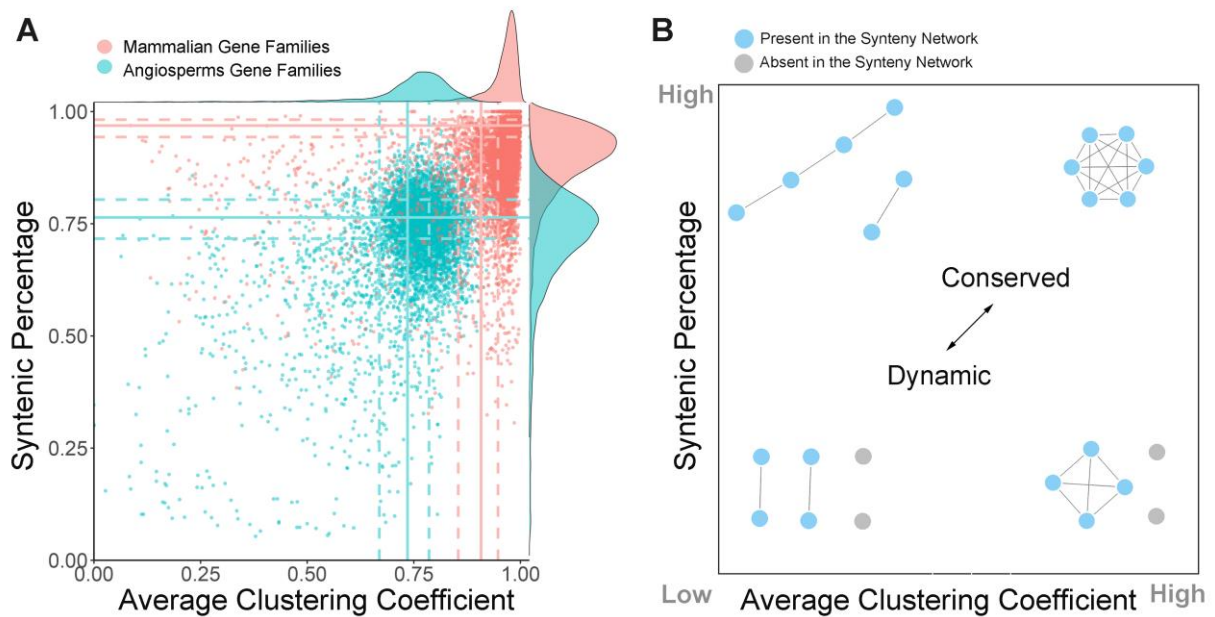 A
Mammalian Gene Families
Angiosperms Gene Families
1.00
0.75
0.50
0.25
0.00
Syntenic Percentage
0.00 0.25 0.50 0.75 1.00
Average Clustering Coefficient
B
Present in the Synteny Network
Absent in the Synteny Network
High
Syntenic Percentage
Conserved
Dynamic
Low Average Clustering Coefficient High